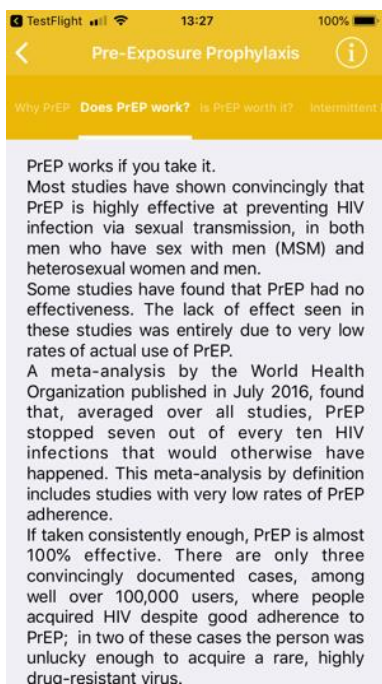 TestFlight 13:27 100%
Pre-Exposure Prophylaxis
Why PrEP Does PrEP work? Is PrEP worth it? Intermittent
PrEP works if you take it.
Most studies have shown convincingly that
PrEP is highly effective at preventing HIV
infection via sexual transmission, in both
men who have sex with men (MSM) and
heterosexual women and men.
Some studies have found that PrEP had no
effectiveness. The lack of effect seen in
these studies was entirely due to very low
rates of actual use of PrEP.
A meta-analysis by the World Health
Organization published in July 2016, found
that, averaged over all studies, PrEP
stopped seven out of every ten HIV
infections that would otherwise have
happened. This meta-analysis by definition
includes studies with very low rates of PrEP
adherence.
If taken consistently enough, PrEP is almost
100% effective. There are only three
convincingly documented cases, among
well over 100,000 users, where people
acquired HIV despite good adherence to
PrEP; in two of these cases the person was
unlucky enough to acquire a rare, highly
drug-resistant virus.